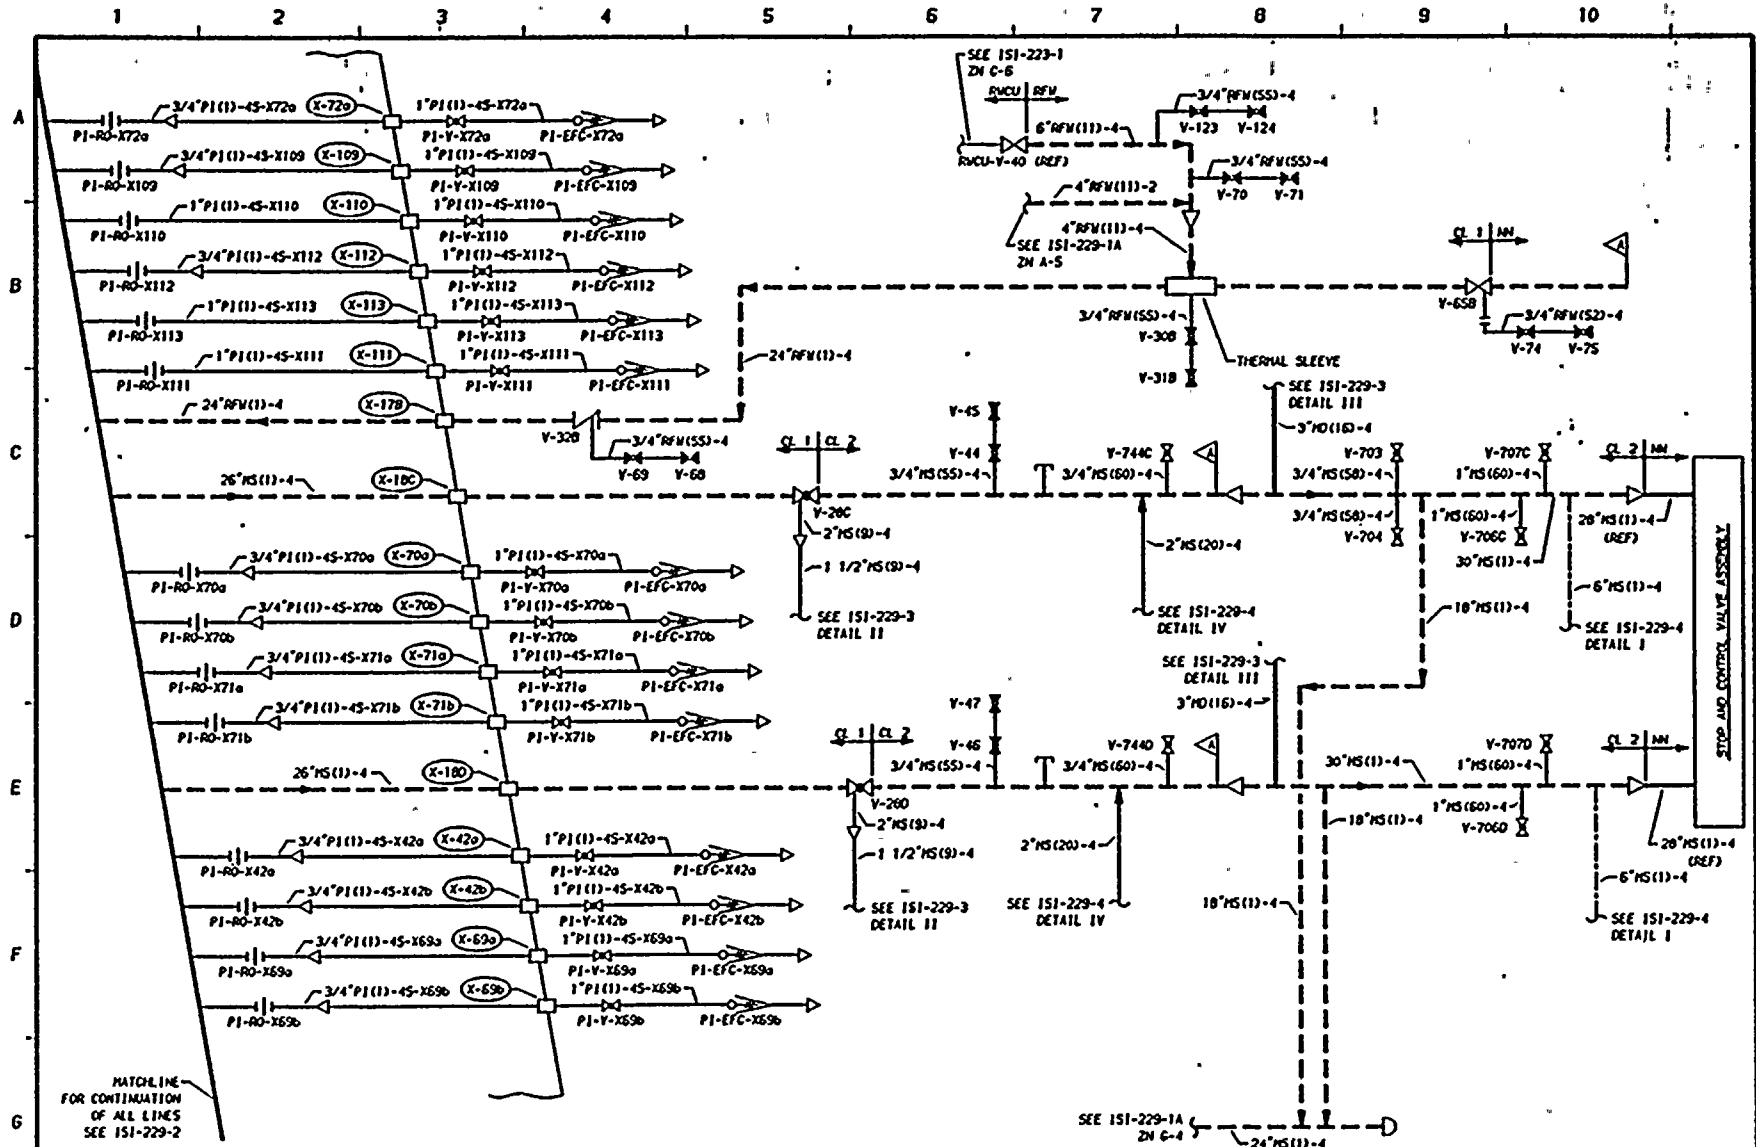 1 2 3 4 5 6 7 8 9 10
A
B
C
D
E
F
G
3/4"PI(1)-4S-X72a
X-72a
1"PI(1)-4S-X72a
PI-RO-X72a
PI-V-X72a
PI-EFC-X72a
3/4"PI(1)-4S-X109
X-109
1"PI(1)-4S-X109
PI-RO-X109
PI-V-X109
PI-EFC-X109
1"PI(1)-4S-X110
X-110
1"PI(1)-4S-X110
PI-RO-X110
PI-V-X110
PI-EFC-X110
3/4"PI(1)-4S-X112
X-112
1"PI(1)-4S-X112
PI-RO-X112
PI-V-X112
PI-EFC-X112
1"PI(1)-4S-X113
X-113
1"PI(1)-4S-X113
PI-RO-X113
PI-V-X113
PI-EFC-X113
1"PI(1)-4S-X111
X-111
1"PI(1)-4S-X111
PI-RO-X111
PI-V-X111
PI-EFC-X111
24"RFW(1)-4
X-17B
V-32B
3/4"RFW(55)-4
V-69
V-68
24"RFW(1)-4
SEE ISI-223-1
ZN C-6
RWCU
RFW
RWCU-V-40 (REF)
6"RFW(11)-4
3/4"RFW(55)-4
V-123
V-124
3/4"RFW(55)-4
V-70
V-71
4"RFW(11)-2
SEE ISI-229-1A
ZN A-5
4"RFW(11)-4
3/4"RFW(55)-4
V-30B
V-31B
THERMAL SLEEVE
CL 1
NN
A
V-65B
3/4"RFW(52)-4
V-74
V-75
26"MS(1)-4
X-18C
CL 1
CL 2
V-28C
2"MS(9)-4
1 1/2"MS(9)-4
SEE ISI-229-3
DETAIL II
V-45
V-44
3/4"MS(55)-4
V-744C
3/4"MS(60)-4
A
2"MS(20)-4
SEE ISI-229-4
DETAIL IV
SEE ISI-229-3
DETAIL III
3"MD(16)-4
V-703
3/4"MS(58)-4
3/4"MS(58)-4
V-704
V-707C
1"MS(60)-4
1"MS(60)-4
V-706C
30"MS(1)-4
CL 2
NN
28"MS(1)-4
(REF)
18"MS(1)-4
6"MS(1)-4
SEE ISI-229-4
DETAIL I
STOP AND CONTROL VALVE ASSEMBLY
3/4"PI(1)-4S-X70a
X-70a
1"PI(1)-4S-X70a
PI-RO-X70a
PI-V-X70a
PI-EFC-X70a
3/4"PI(1)-4S-X70b
X-70b
1"PI(1)-4S-X70b
PI-RO-X70b
PI-V-X70b
PI-EFC-X70b
3/4"PI(1)-4S-X71a
X-71a
1"PI(1)-4S-X71a
PI-RO-X71a
PI-V-X71a
PI-EFC-X71a
3/4"PI(1)-4S-X71b
X-71b
1"PI(1)-4S-X71b
PI-RO-X71b
PI-V-X71b
PI-EFC-X71b
26"MS(1)-4
X-18D
CL 1
CL 2
V-28D
2"MS(9)-4
1 1/2"MS(9)-4
SEE ISI-229-3
DETAIL II
V-47
V-46
3/4"MS(55)-4
V-744D
3/4"MS(60)-4
A
2"MS(20)-4
SEE ISI-229-4
DETAIL IV
SEE ISI-229-3
DETAIL III
3"MD(16)-4
30"MS(1)-4
V-707D
1"MS(60)-4
1"MS(60)-4
V-706D
CL 2
NN
28"MS(1)-4
(REF)
18"MS(1)-4
18"MS(1)-4
6"MS(1)-4
SEE ISI-229-4
DETAIL I
3/4"PI(1)-4S-X42a
X-42a
1"PI(1)-4S-X42a
PI-RO-X42a
PI-V-X42a
PI-EFC-X42a
3/4"PI(1)-4S-X42b
X-42b
1"PI(1)-4S-X42b
PI-RO-X42b
PI-V-X42b
PI-EFC-X42b
3/4"PI(1)-4S-X69a
X-69a
1"PI(1)-4S-X69a
PI-RO-X69a
PI-V-X69a
PI-EFC-X69a
3/4"PI(1)-4S-X69b
X-69b
1"PI(1)-4S-X69b
PI-RO-X69b
PI-V-X69b
PI-EFC-X69b
MATCHLINE
FOR CONTINUATION
OF ALL LINES
SEE ISI-229-2
SEE ISI-229-1A
ZN G-4
24"MS(1)-4